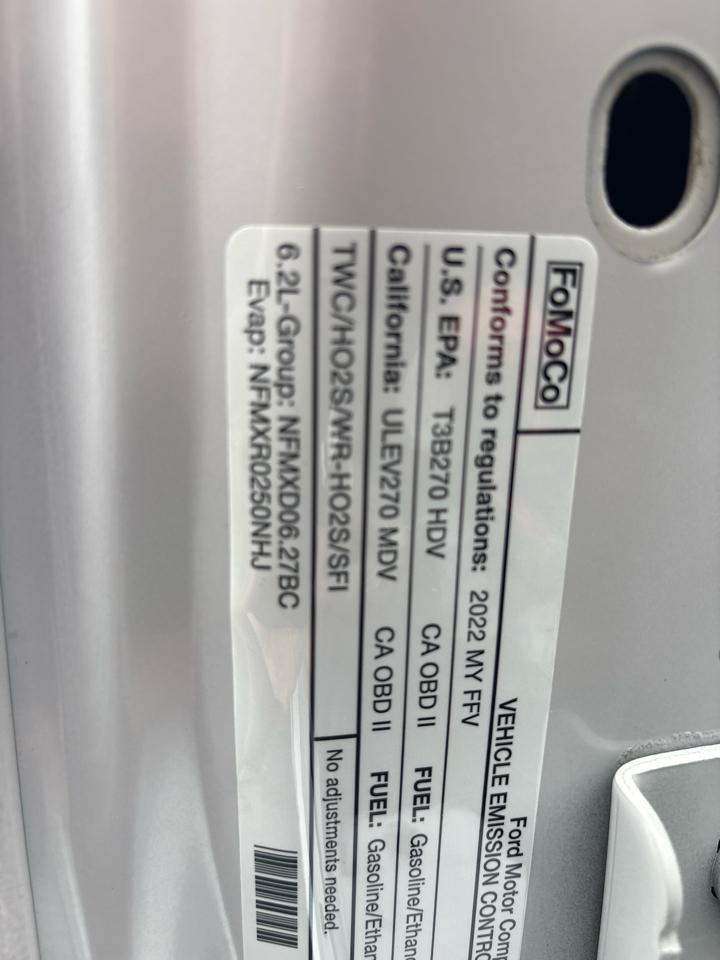 FoMoCo
Ford Motor Comp
VEHICLE EMISSION CONTRO
Conforms to regulations: 2022 MY FFV
U.S. EPA: T3B270 HDV CA OBD II FUEL: Gasoline/Ethano
California: ULEV270 MDV CA OBD II FUEL: Gasoline/Ethan
TWC/HO2S/WR-HO2S/SFI No adjustments needed.
6.2L-Group: NFMXD06.27BC
Evap: NFMXR0250NHJ